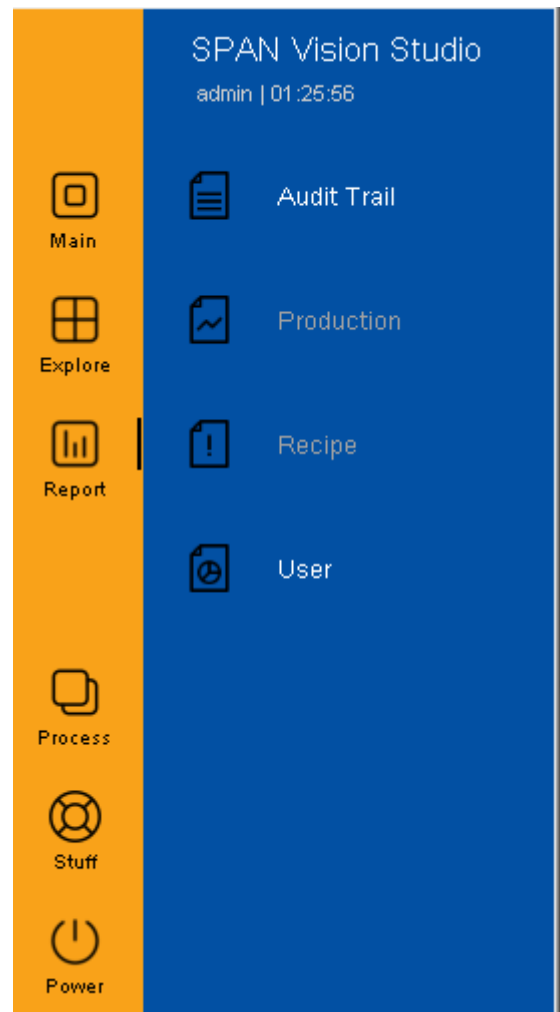 SPAN Vision Studio
admin | 01:25:56
Main
Explore
Report
Process
Stuff
Power
Audit Trail
Production
Recipe
User